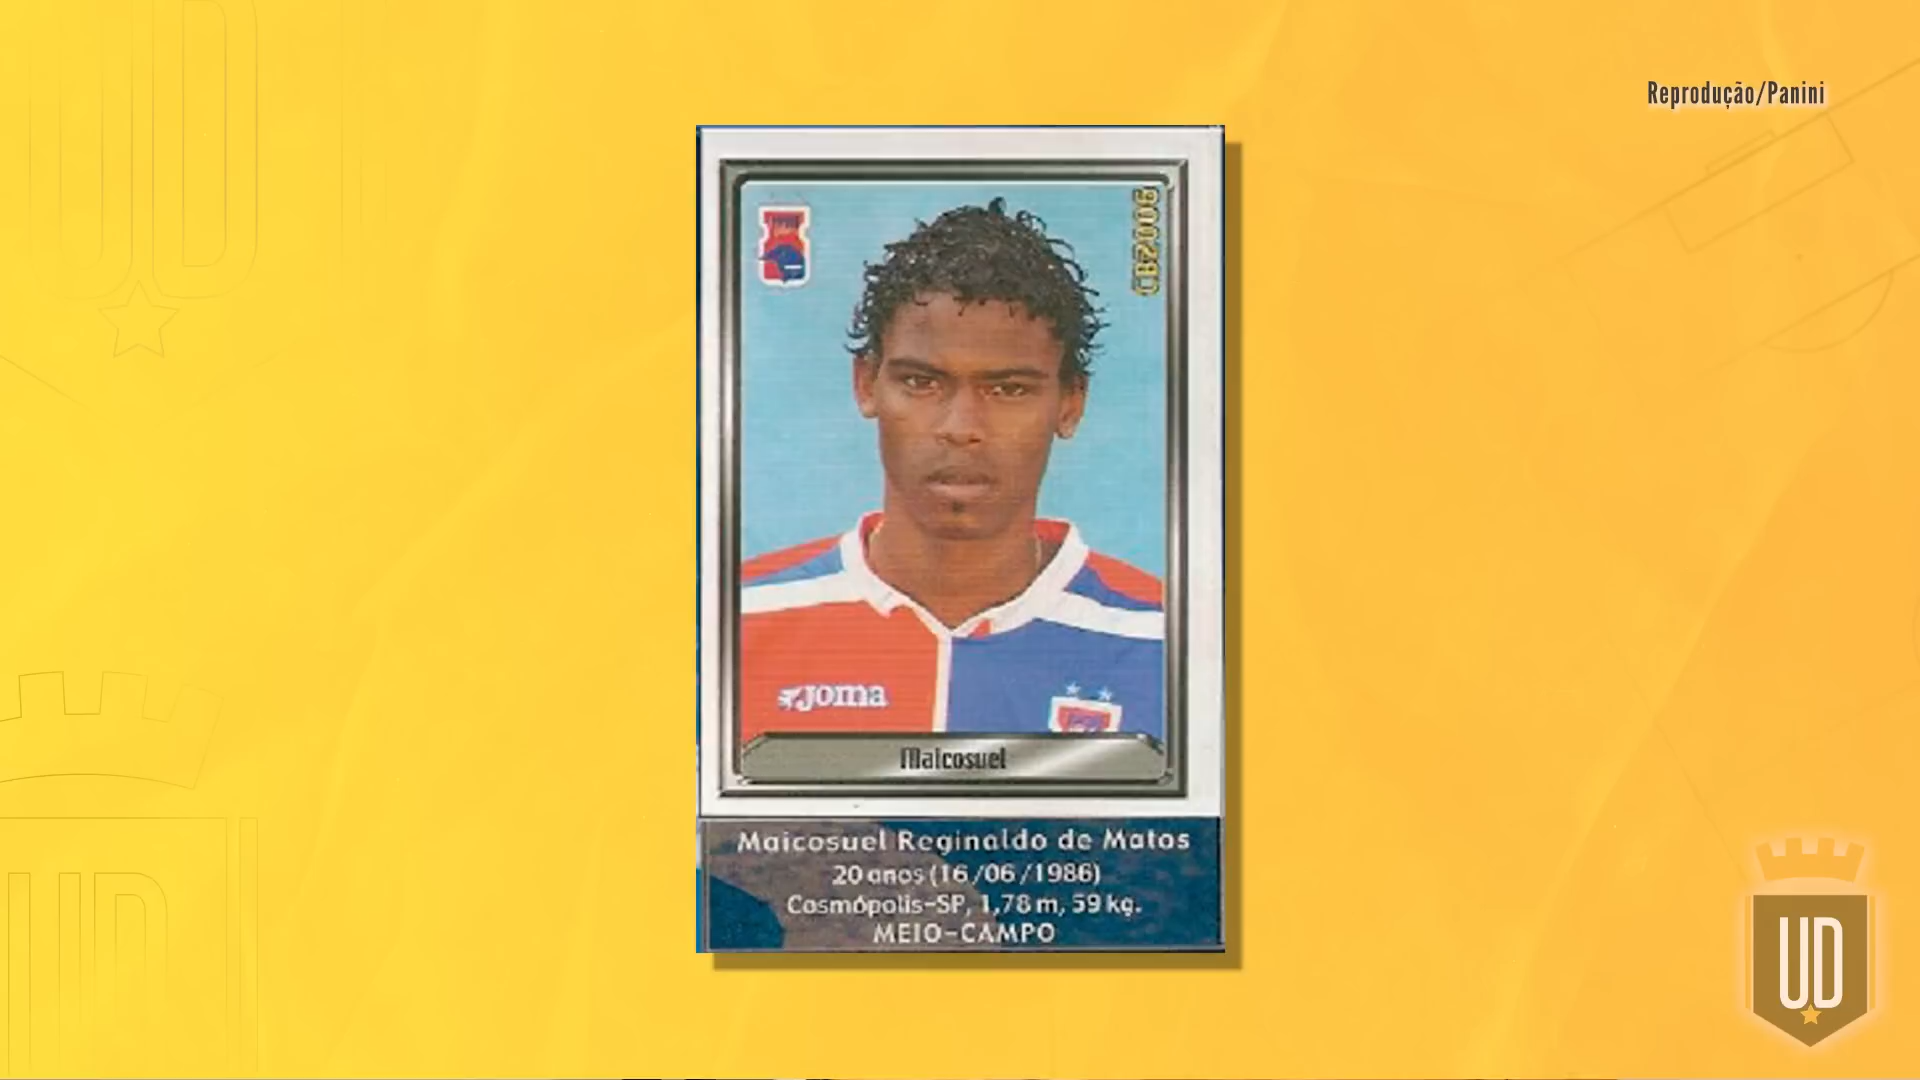 Reprodução/Panini
CB2006
JOMA
Maicosuel
Maicosuel Reginaldo de Matos
20 anos (16/06/1986)
Cosmópolis-SP, 1,78 m, 59 kg.
MEIO-CAMPO
UD